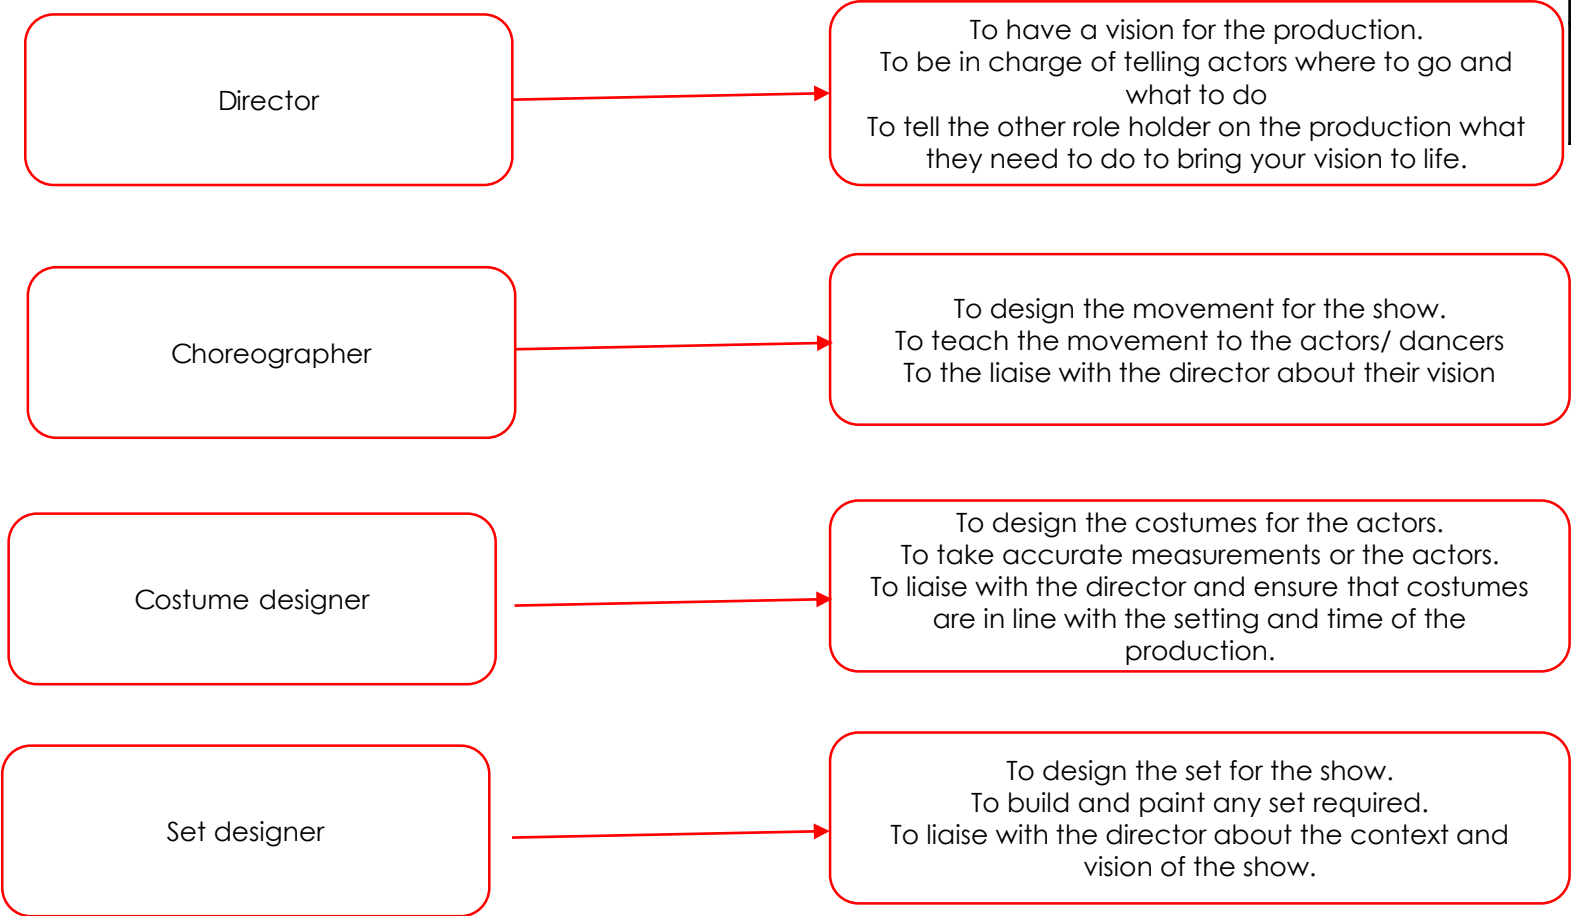 Director
To have a vision for the production.
To be in charge of telling actors where to go and
what to do
To tell the other role holder on the production what
they need to do to bring your vision to life.
Choreographer
To design the movement for the show.
To teach the movement to the actors/ dancers
To the liaise with the director about their vision
Costume designer
To design the costumes for the actors.
To take accurate measurements or the actors.
To liaise with the director and ensure that costumes
are in line with the setting and time of the
production.
Set designer
To design the set for the show.
To build and paint any set required.
To liaise with the director about the context and
vision of the show.